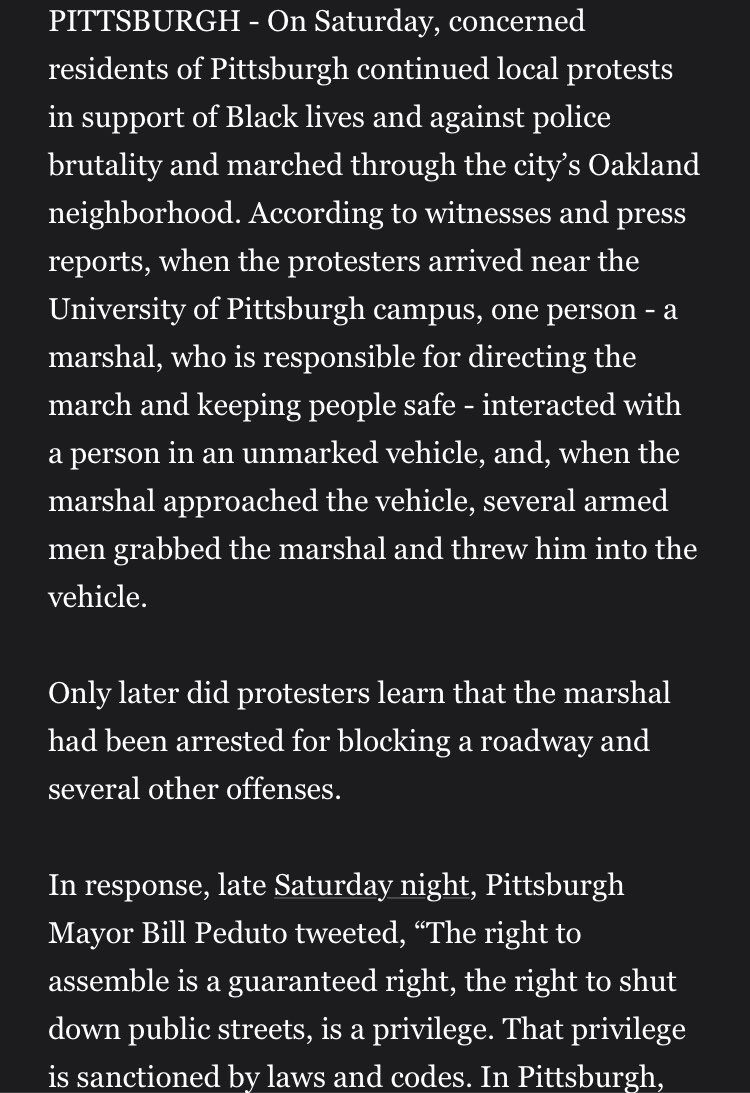 PITTSBURGH - On Saturday, concerned
residents of Pittsburgh continued local protests
in support of Black lives and against police
brutality and marched through the city’s Oakland
neighborhood. According to witnesses and press
reports, when the protesters arrived near the
University of Pittsburgh campus, one person - a
marshal, who is responsible for directing the
march and keeping people safe - interacted with
a person in an unmarked vehicle, and, when the
marshal approached the vehicle, several armed
men grabbed the marshal and threw him into the
vehicle.
Only later did protesters learn that the marshal
had been arrested for blocking a roadway and
several other offenses.
In response, late Saturday night, Pittsburgh
Mayor Bill Peduto tweeted, “The right to
assemble is a guaranteed right, the right to shut
down public streets, is a privilege. That privilege
is sanctioned by laws and codes. In Pittsburgh,